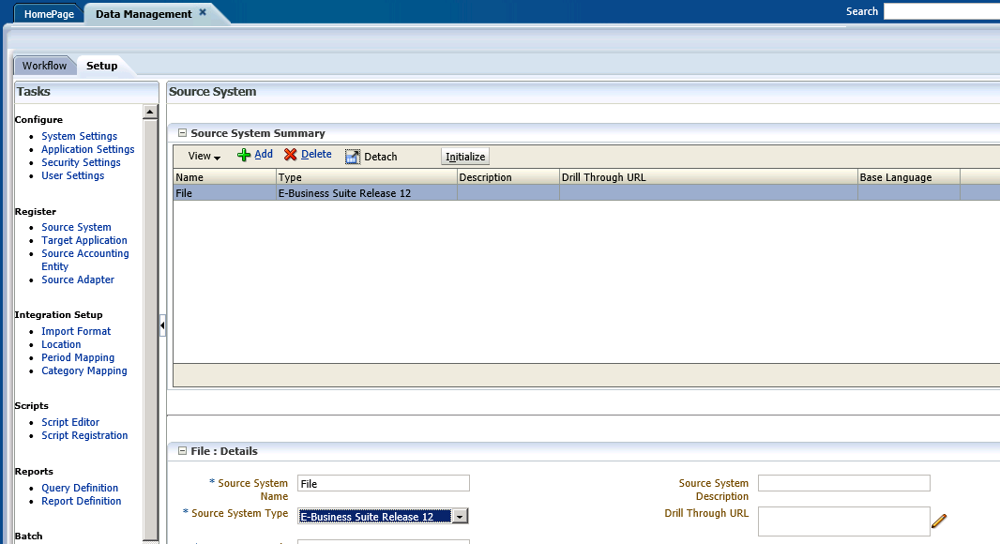 HomePage
Data Management
Search
Workflow
Setup
Tasks
Configure
System Settings
Application Settings
Security Settings
User Settings
Register
Source System
Target Application
Source Accounting
Entity
Source Adapter
Integration Setup
Import Format
Location
Period Mapping
Category Mapping
Scripts
Script Editor
Script Registration
Reports
Query Definition
Report Definition
Batch
Source System
Source System Summary
View Add Delete Detach Initialize
Name Type Description Drill Through URL Base Language
File E-Business Suite Release 12
File : Details
* Source System
Name
File
* Source System Type
E-Business Suite Release 12
Source System
Description
Drill Through URL